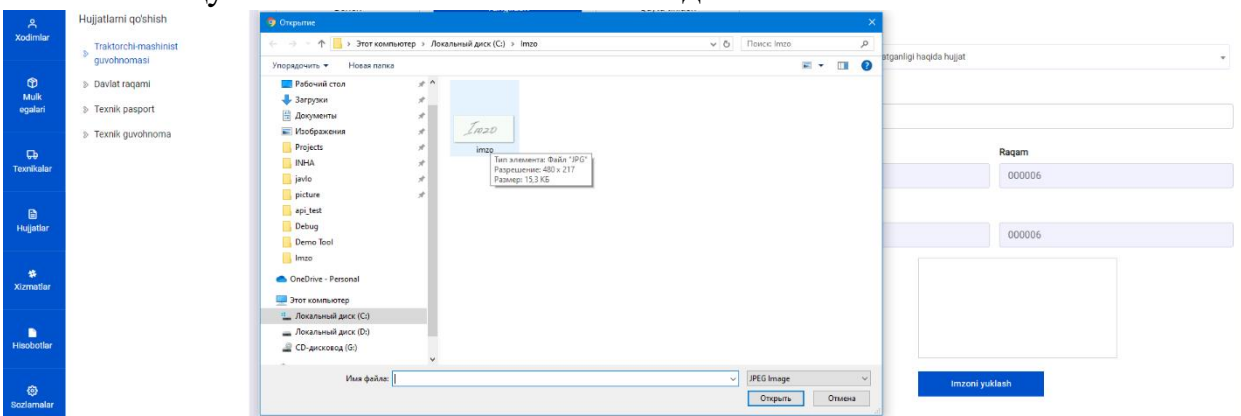 Xodimlar
Mulk
egalari
Texnikalar
Hujjatlar
Xizmatlar
Hisobotlar
Sozlamalar
Hujjatlarni qo'shish
Traktorchi-mashinist
guvohnomasi
Davlat raqami
Texnik pasport
Texnik guvohnoma
Открытие
Этот компьютер › Локальный диск (C:) › Imzo
Поиск: Imzo
Упорядочить
Новая папка
Рабочий стол
Загрузки
Документы
Изображения
Projects
INHA
javlo
picture
api_test
Debug
Demo Tool
Imzo
OneDrive - Personal
Этот компьютер
Локальный диск (C:)
Локальный диск (D:)
CD-дисковод (G:)
Imzo
imzo
Тип элемента: Файл "JPG"
Разрешение: 480 x 217
Размер: 15,3 КБ
Имя файла:
JPEG Image
Открыть
Отмена
atganligi haqida hujjat
Raqam
000006
000006
Imzoni yuklash